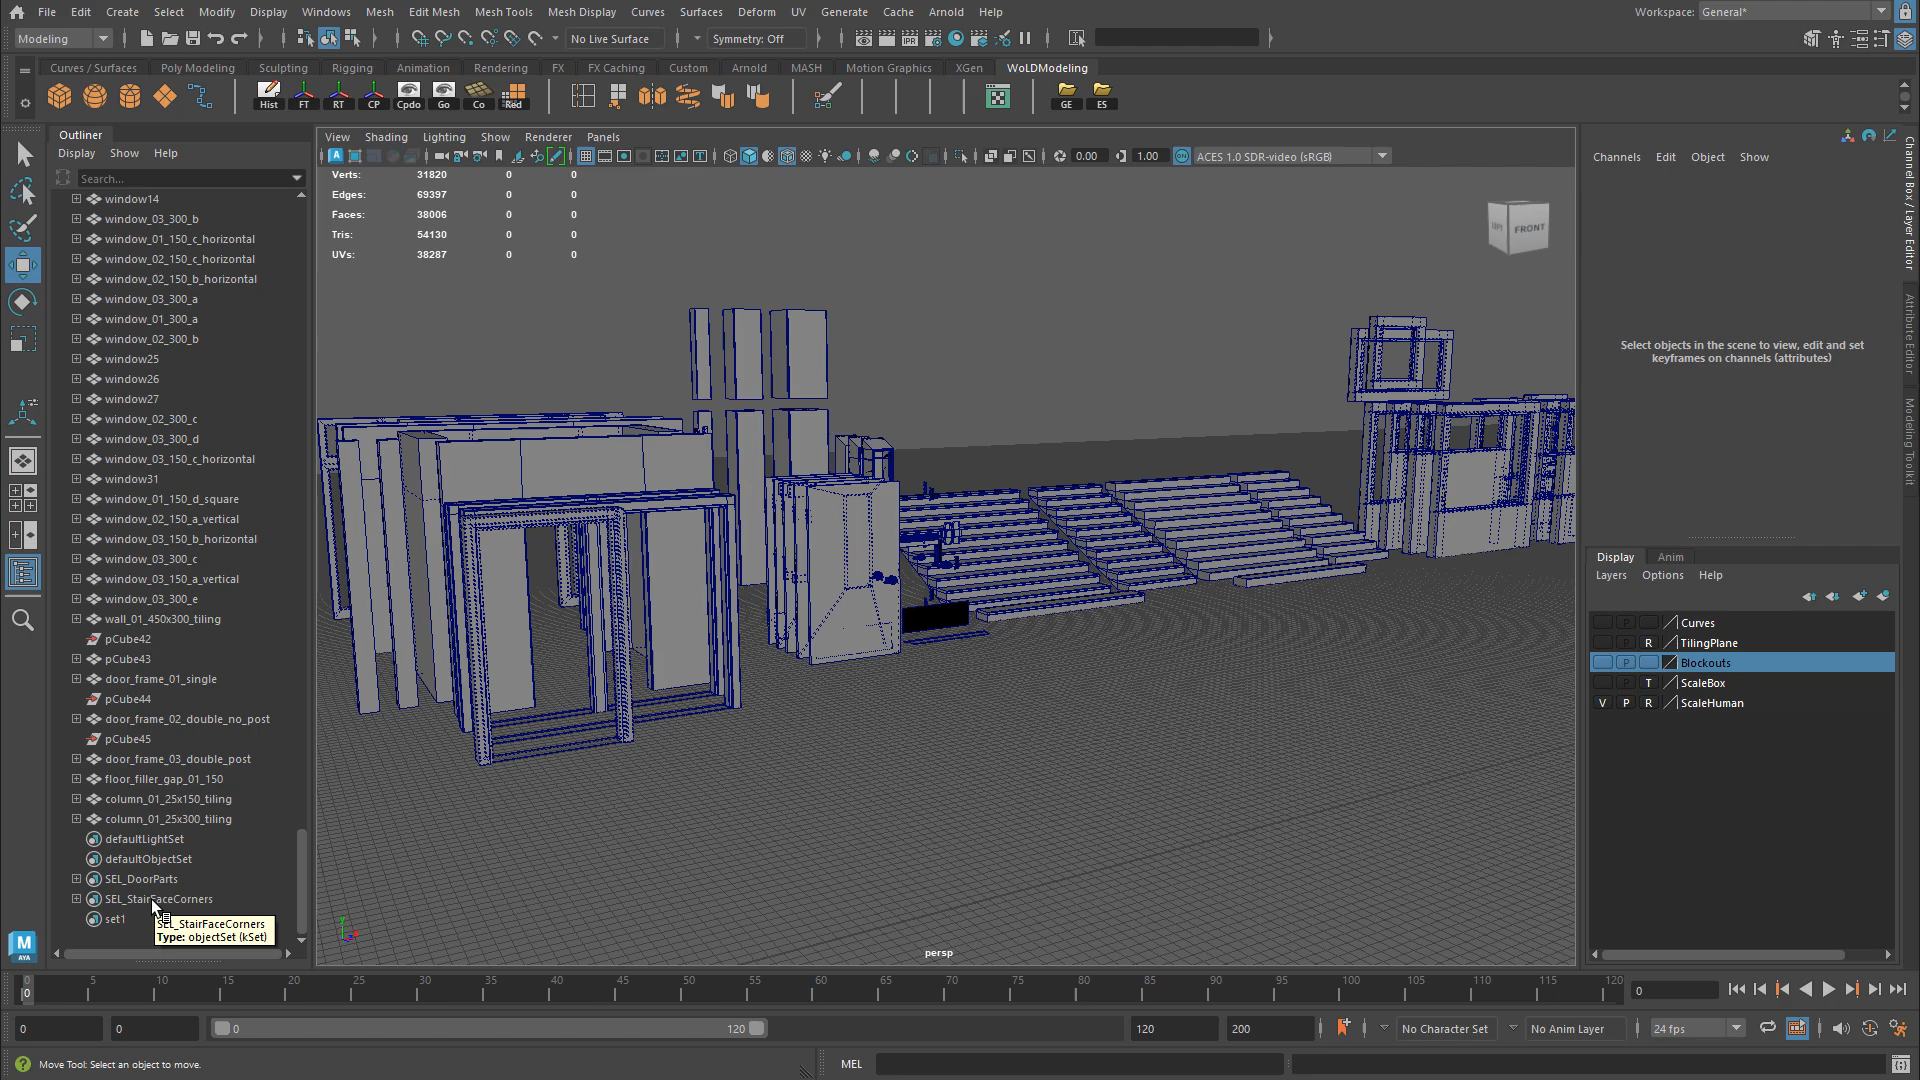 File Edit Create Select Modify Display Windows Mesh Edit Mesh Mesh Tools Mesh Display Curves Surfaces Deform UV Generate Cache Arnold Help Workspace: General*
Modeling No Live Surface Symmetry: Off IPR
Curves / Surfaces Poly Modeling Sculpting Rigging Animation Rendering FX FX Caching Custom Arnold MASH Motion Graphics XGen WoLDModeling
Hist FT RT CP Cpdo Go Co Red GE ES
Outliner
Display Show Help
Search...
window14
window_03_300_b
window_01_150_c_horizontal
window_02_150_c_horizontal
window_02_150_b_horizontal
window_03_300_a
window_01_300_a
window_02_300_b
window25
window26
window27
window_02_300_c
window_03_300_d
window_03_150_c_horizontal
window31
window_01_150_d_square
window_02_150_a_vertical
window_03_150_b_horizontal
window_03_300_c
window_03_150_a_vertical
window_03_300_e
wall_01_450x300_tiling
pCube42
pCube43
door_frame_01_single
pCube44
door_frame_02_double_no_post
pCube45
door_frame_03_double_post
floor_filler_gap_01_150
column_01_25x150_tiling
column_01_25x300_tiling
defaultLightSet
defaultObjectSet
SEL_DoorParts
SEL_StairFaceCorners
set1
SEL_StairFaceCorners
Type: objectSet (kSet)
View Shading Lighting Show Renderer Panels
0.00 1.00 ACES 1.0 SDR-video (sRGB)
Verts: 31820 0 0
Edges: 69397 0 0
Faces: 38006 0 0
Tris: 54130 0 0
UVs: 38287 0 0
FRONT
persp
Channels Edit Object Show
Select objects in the scene to view, edit and set
keyframes on channels (attributes)
Channel Box / Layer Editor
Attribute Editor
Modeling Toolkit
Display Anim
Layers Options Help
P Curves
P R TilingPlane
P Blockouts
P T ScaleBox
V P R ScaleHuman
M
AYA
0 5 10 15 20 25 30 35 40 45 50 55 60 65 70 75 80 85 90 95 100 105 110 115 120
0 0
0 0 0 120 120 200 No Character Set No Anim Layer 24 fps
Move Tool: Select an object to move. MEL